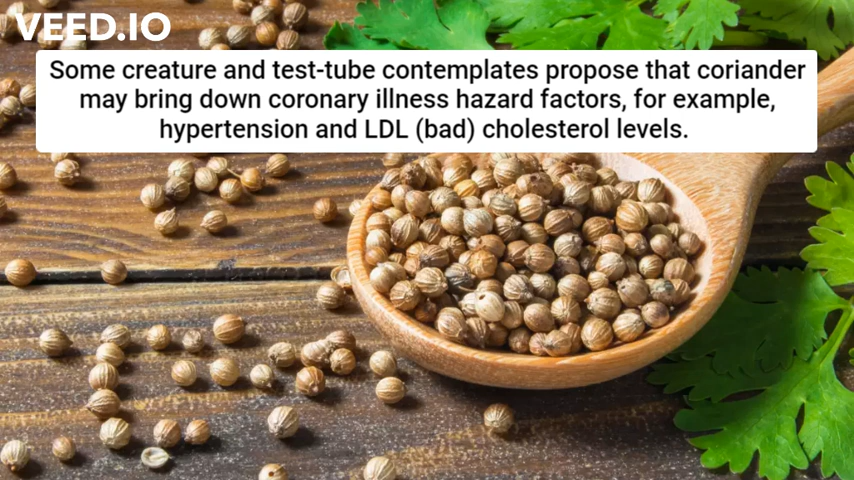 VEED.IO
Some creature and test-tube contemplates propose that coriander
may bring down coronary illness hazard factors, for example,
hypertension and LDL (bad) cholesterol levels.